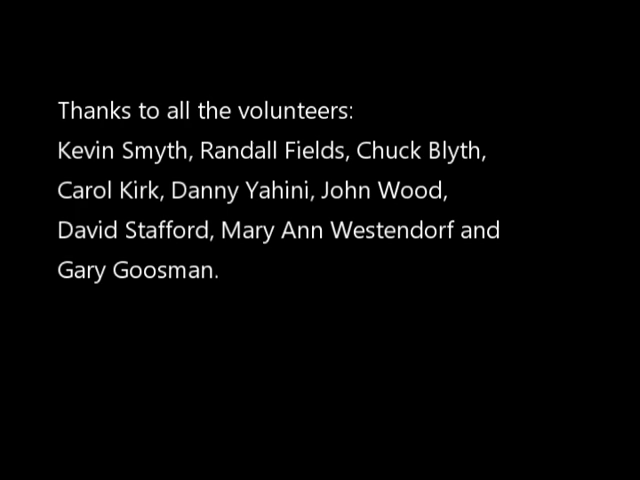 Thanks to all the volunteers:
Kevin Smyth, Randall Fields, Chuck Blyth,
Carol Kirk, Danny Yahini, John Wood,
David Stafford, Mary Ann Westendorf and
Gary Goosman.